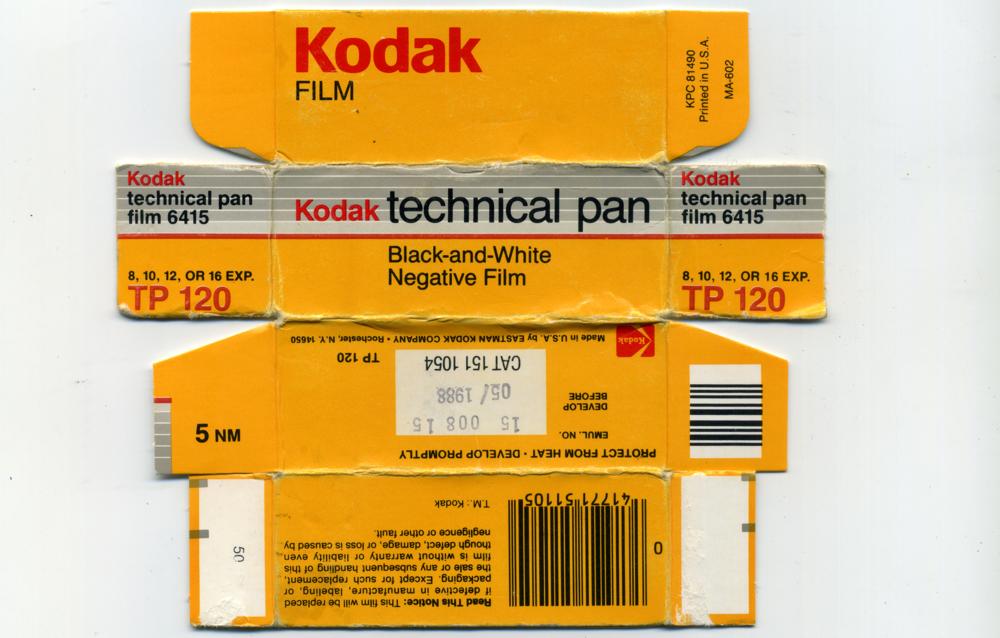 Kodak
FILM
KPC 81490
Printed in U.S.A.
MA-602
Kodak
technical pan
film 6415
8, 10, 12, OR 16 EXP.
TP 120
Kodak technical pan
Black-and-White
Negative Film
Kodak
technical pan
film 6415
8, 10, 12, OR 16 EXP.
TP 120
5 NM
PROTECT FROM HEAT • DEVELOP PROMPTLY
EMUL. NO.
15 008 15
DEVELOP
BEFORE
05/1988
CAT 151 1054
TP 120
Kodak
Made in U.S.A. by EASTMAN KODAK COMPANY • Rochester, N.Y. 14650
50
Read This Notice: This film will be replaced
if defective in manufacture, labeling, or
packaging. Except for such replacement,
the sale or any subsequent handling of this
film is without warranty or liability even
though defect, damage, or loss is caused by
negligence or other fault.
T.M.: Kodak
0
41771 51105